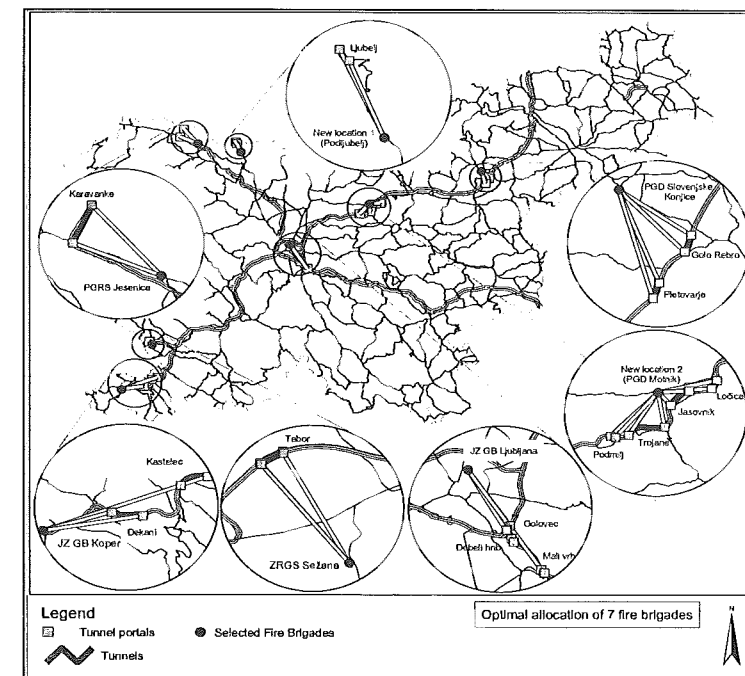 Ljubelj
New location 1
(Podljubelj)
Karavanke
PGRS Jesenice
PGD Slovenjske
Konjice
Golo Rebro
Pletovarje
New location 2
(PGD Motnik)
Ločica
Jasovnik
Trojane
Podmilj
Kastelec
Dekani
JZ GB Koper
Tabor
ZRGS Sežana
JZ GB Ljubljana
Golovec
Debeli hrib
Mali vrh
Legend
Tunnel portals
Selected Fire Brigades
Tunnels
Optimal allocation of 7 fire brigades
N